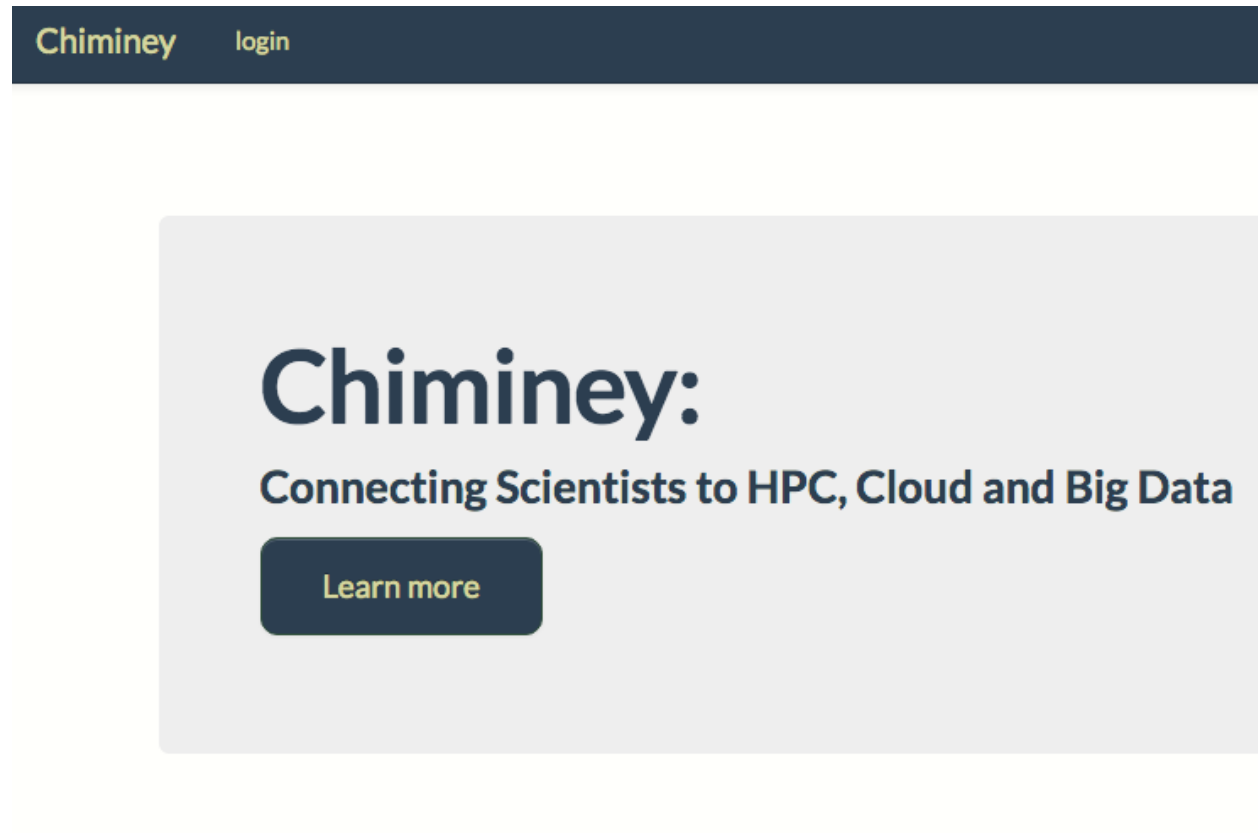 Chiminey login
Chiminey:
Connecting Scientists to HPC, Cloud and Big Data
Learn more